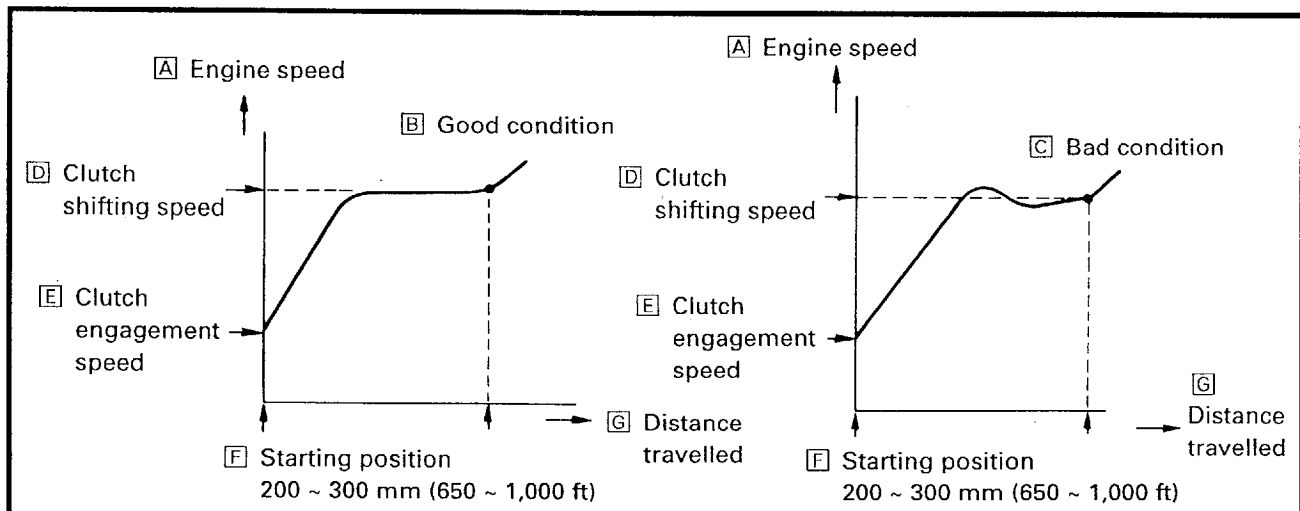 A Engine speed
B Good condition
D Clutch
shifting speed
E Clutch
engagement
speed
G Distance
travelled
F Starting position
200 ~ 300 mm (650 ~ 1,000 ft)
A Engine speed
C Bad condition
D Clutch
shifting speed
E Clutch
engagement
speed
G
Distance
travelled
F Starting position
200 ~ 300 mm (650 ~ 1,000 ft)